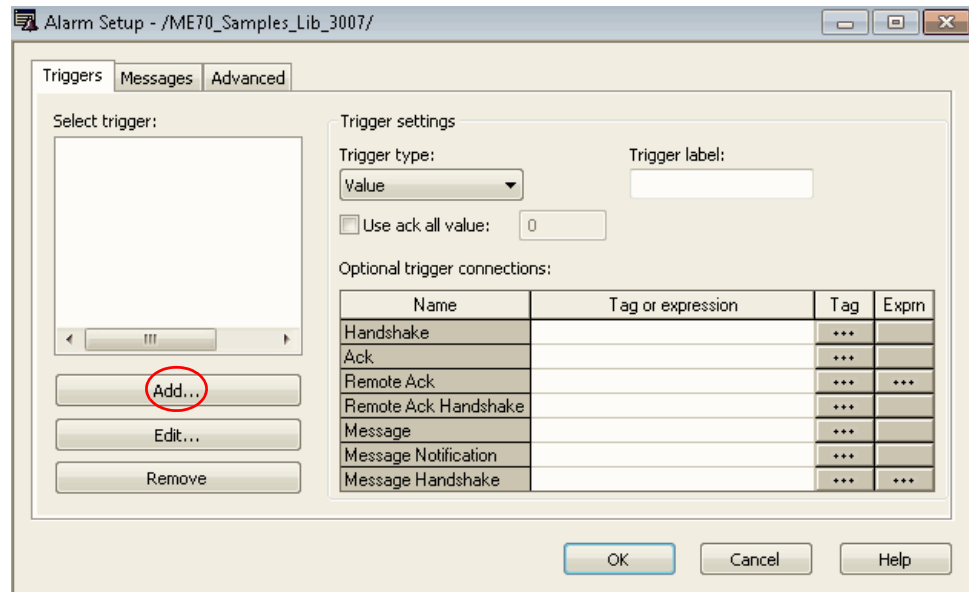 Alarm Setup - /ME70_Samples_Lib_3007/
Triggers Messages Advanced
Select trigger:
Add...
Edit...
Remove
Trigger settings
Trigger type:
Value
Trigger label:
Use ack all value: 0
Optional trigger connections:
Name Tag or expression Tag Exprn
Handshake •••
Ack •••
Remote Ack ••• •••
Remote Ack Handshake •••
Message •••
Message Notification •••
Message Handshake ••• •••
OK Cancel Help